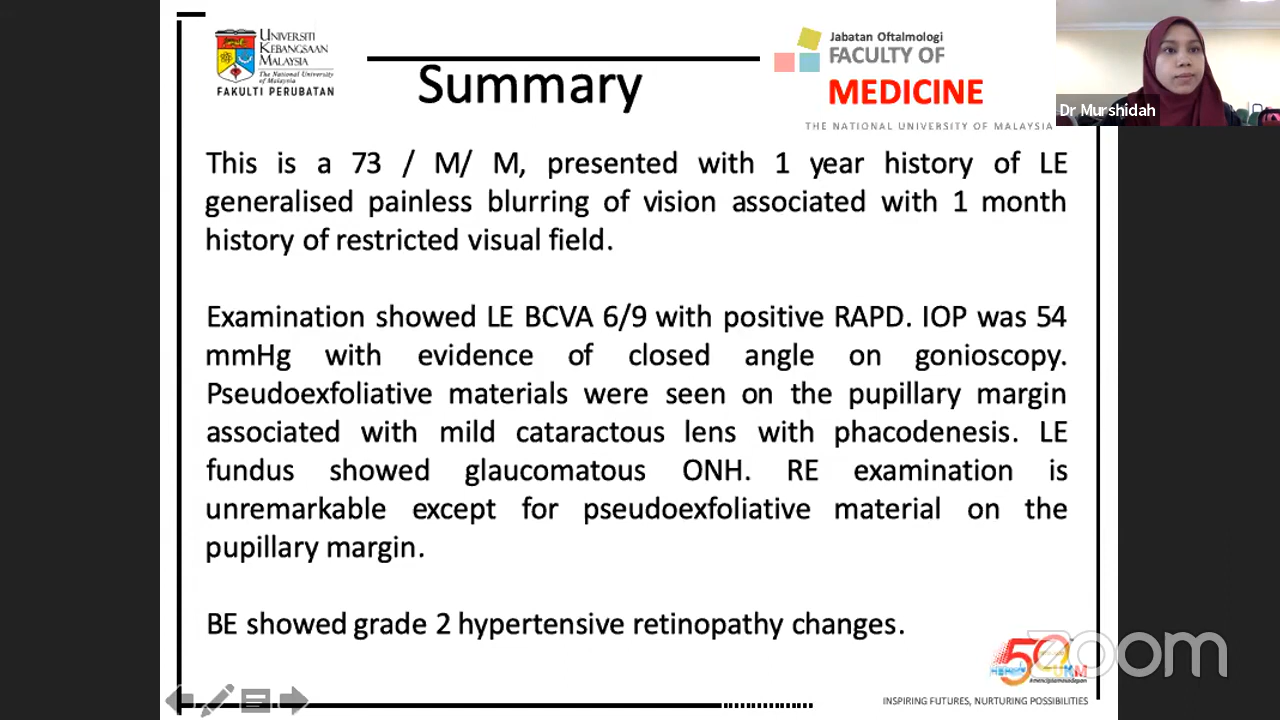 UNIVERSITI
KEBANGSAAN
MALAYSIA
The National University
of Malaysia
FAKULTI PERUBATAN
Summary
Jabatan Oftalmologi
FACULTY OF
MEDICINE
THE NATIONAL UNIVERSITY OF MALAYSIA
Dr Murshidah
This is a 73 / M/ M, presented with 1 year history of LE
generalised painless blurring of vision associated with 1 month
history of restricted visual field.
Examination showed LE BCVA 6/9 with positive RAPD. IOP was 54
mmHg with evidence of closed angle on gonioscopy.
Pseudoexfoliative materials were seen on the pupillary margin
associated with mild cataractous lens with phacodenesis. LE
fundus showed glaucomatous ONH. RE examination is
unremarkable except for pseudoexfoliative material on the
pupillary margin.
BE showed grade 2 hypertensive retinopathy changes.
50
UKM
zoom
INSPIRING FUTURES, NURTURING POSSIBILITIES